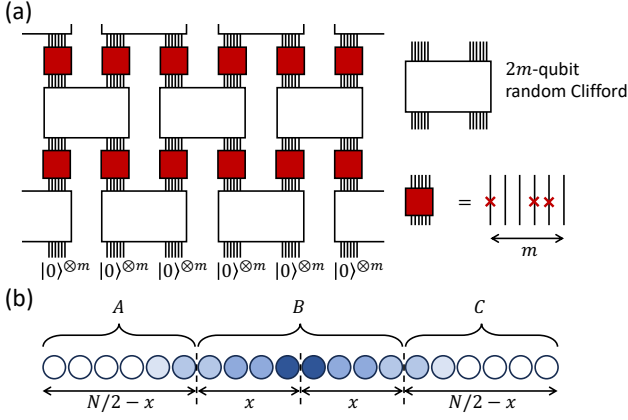 (a)
2m-qubit
random Clifford
=
m
|0⟩⊗m |0⟩⊗m |0⟩⊗m |0⟩⊗m |0⟩⊗m |0⟩⊗m
(b)
A B C
N/2 − x x x N/2 − x